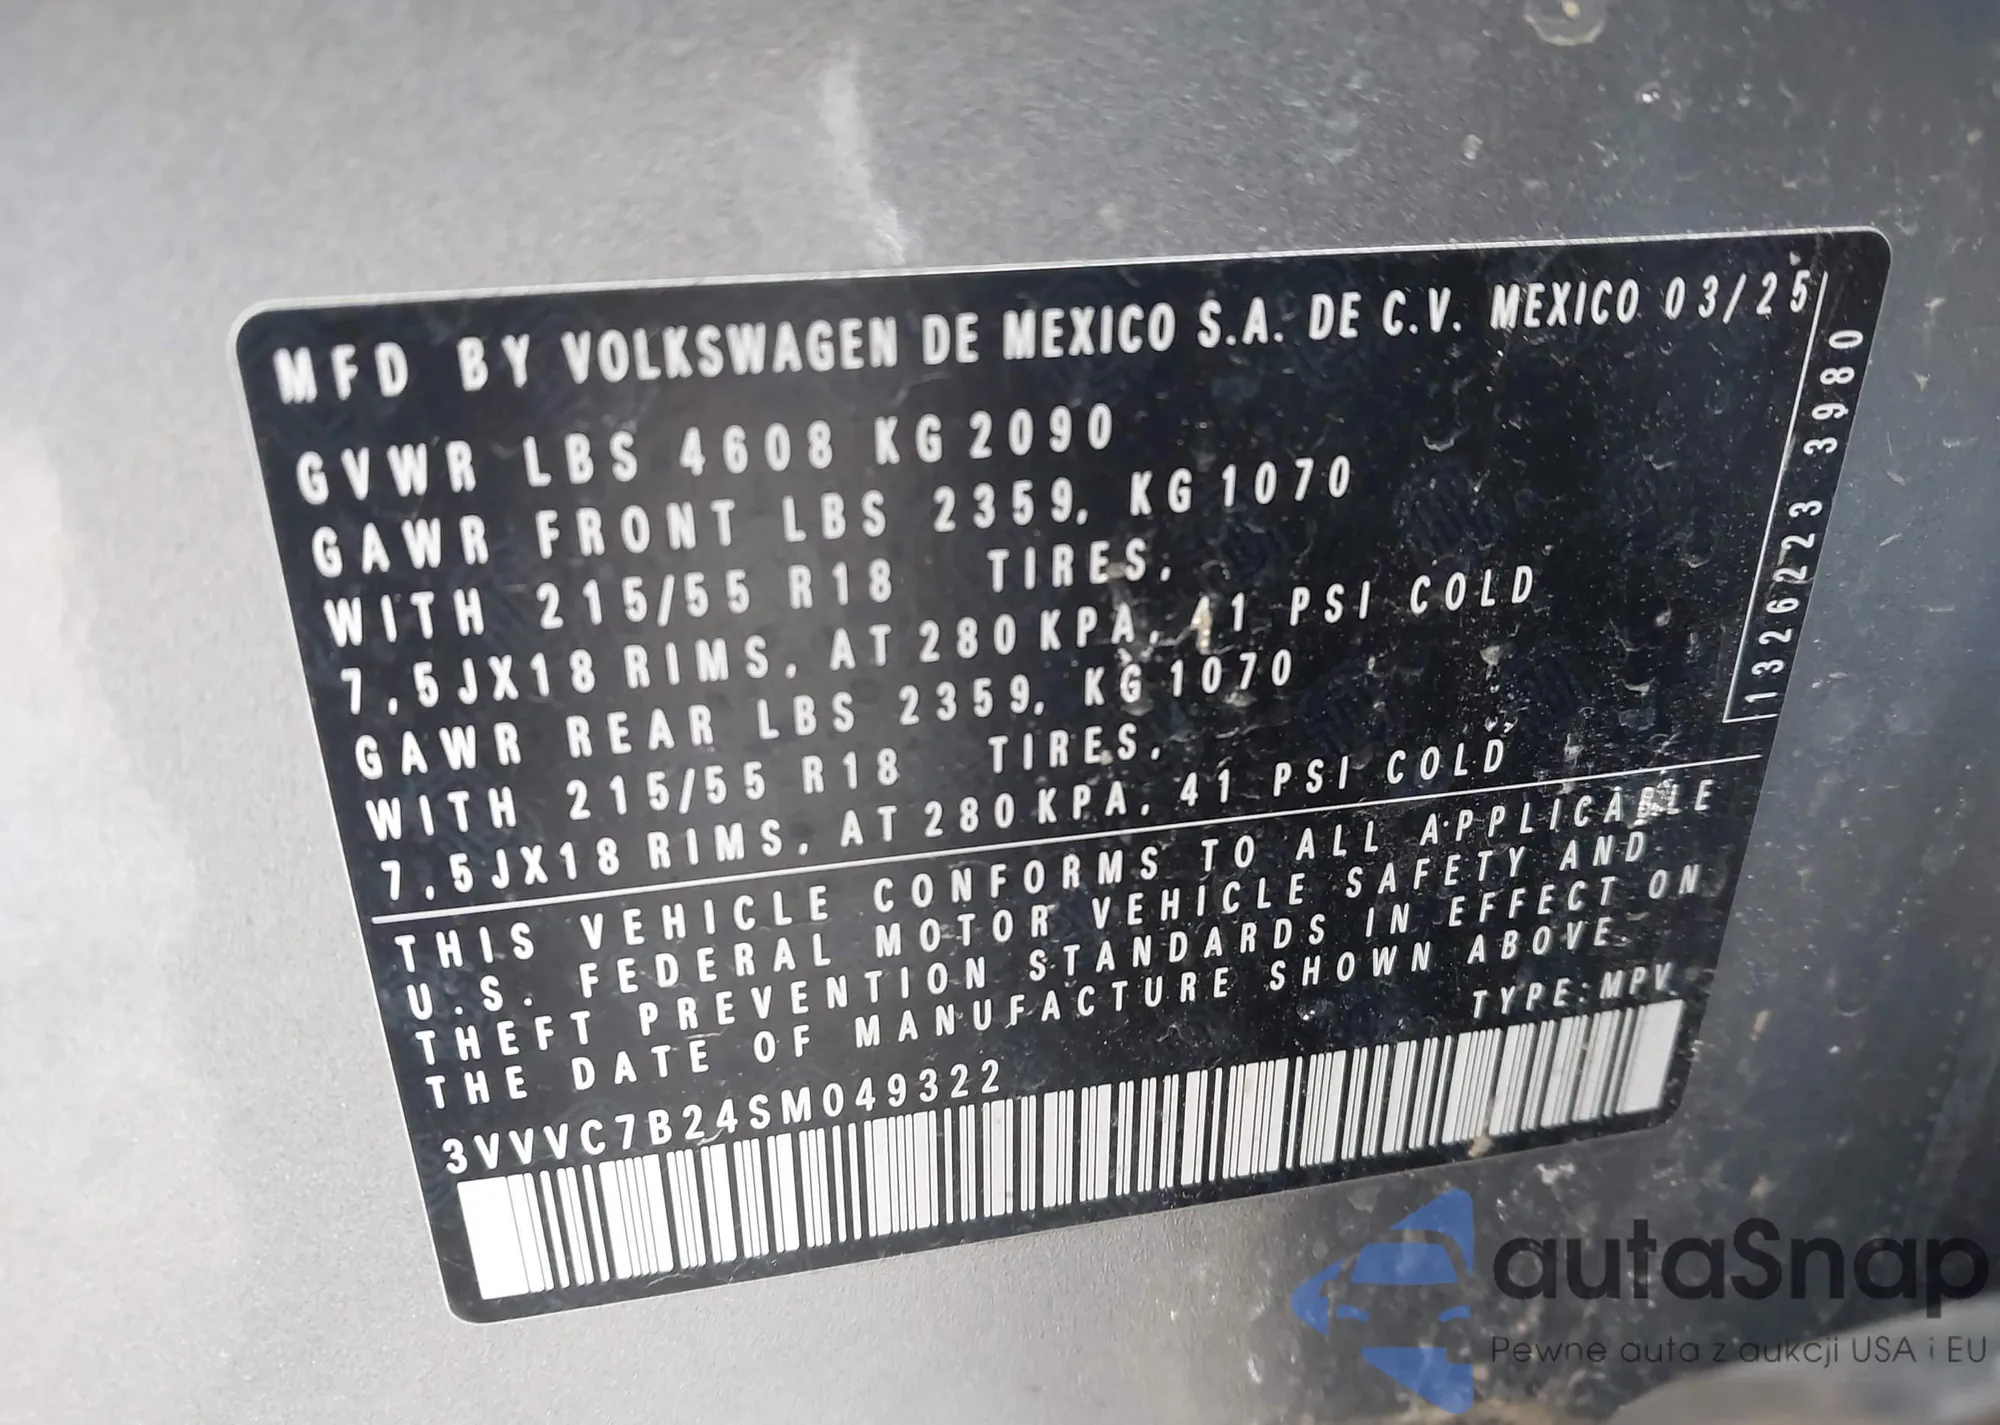 MFD BY VOLKSWAGEN DE MEXICO S.A. DE C.V. MEXICO 03/25
GVWR LBS 4608 KG 2090
GAWR FRONT LBS 2359, KG 1070
WITH 215/55 R18 TIRES,
7,5JX18 RIMS, AT 280 KPA, 41 PSI COLD
GAWR REAR LBS 2359, KG 1070
WITH 215/55 R18 TIRES,
7,5JX18 RIMS, AT 280 KPA, 41 PSI COLD
1326223 3980
THIS VEHICLE CONFORMS TO ALL APPLICABLE
U.S. FEDERAL MOTOR VEHICLE SAFETY AND
THEFT PREVENTION STANDARDS IN EFFECT ON
THE DATE OF MANUFACTURE SHOWN ABOVE.
TYPE: MPV
3VVVC7B24SM049322
autaSnap
Pewne auta z aukcji USA i EU